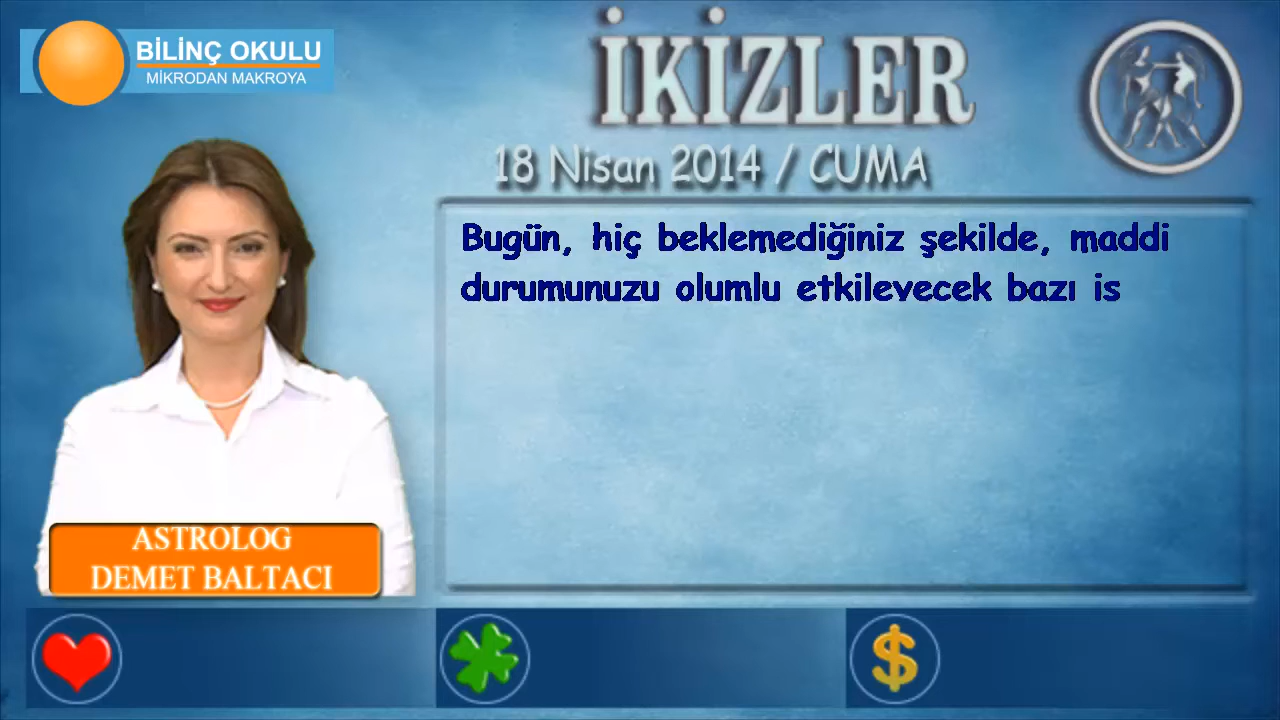 BİLİNÇ OKULU
MİKRODAN MAKROYA
İKİZLER
18 Nisan 2014 / CUMA
Bugün, hiç beklemediğiniz şekilde, maddi
durumunuzu olumlu etkileyecek bazı is
ASTROLOG
DEMET BALTACI